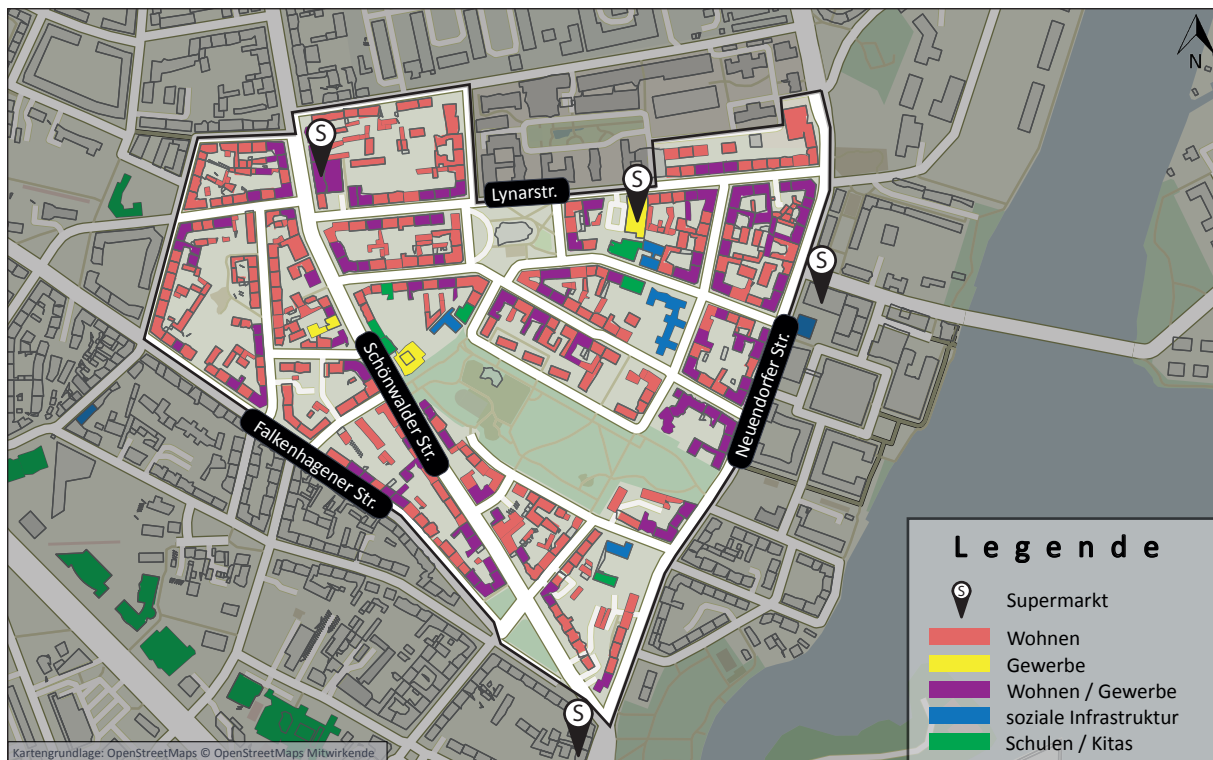 N
S
S
Lynarstr.
S
Schönwalder Str.
Neuendorfer Str.
Falkenhagener Str.
S
Legende
S
Supermarkt
Wohnen
Gewerbe
Wohnen / Gewerbe
soziale Infrastruktur
Schulen / Kitas
Kartengrundlage: OpenStreetMaps © OpenStreetMaps Mitwirkende